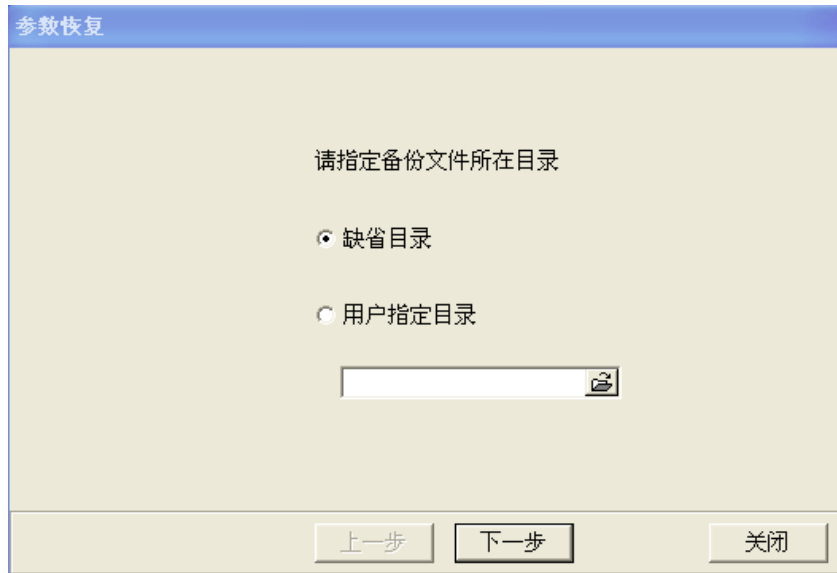 参数恢复
请指定备份文件所在目录
缺省目录
用户指定目录
上一步 下一步 关闭